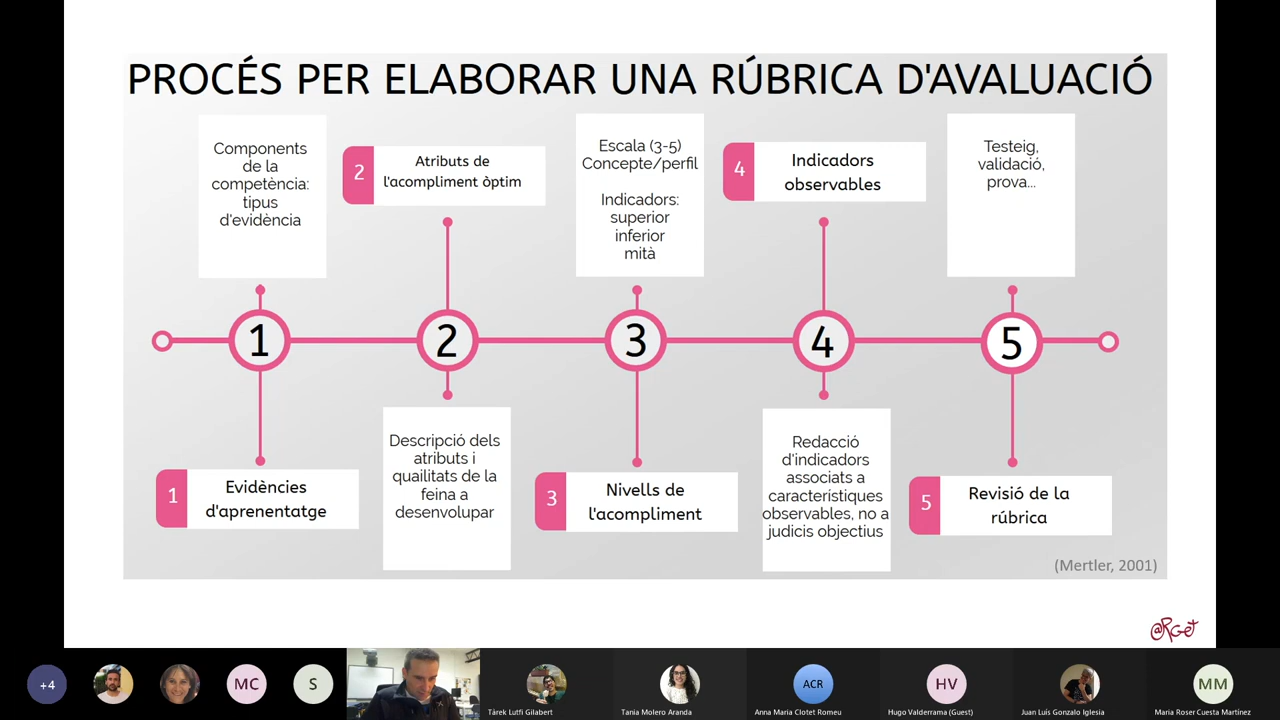 PROCÉS PER ELABORAR UNA RÚBRICA D'AVALUACIÓ
Components
de la
competència:
tipus
d'evidència
2
Atributs de
l'acompliment òptim
Escala (3-5)
Concepte/perfil
Indicadors:
superior
inferior
mità
4
Indicadors
observables
Testeig,
validació,
prova...
1
2
3
4
5
1
Evidències
d'aprenentatge
Descripció dels
atributs i
quailitats de la
feina a
desenvolupar
3
Nivells de
l'acompliment
Redacció
d'indicadors
associats a
característiques
observables, no a
judicis objectius
5
Revisió de la
rúbrica
(Mertler, 2001)
@RGet
+4
MC
S
Tàrek Lutfi Gilabert
Tania Molero Aranda
ACR
Anna Maria Clotet Romeu
HV
Hugo Valderrama (Guest)
Juan Luis Gonzalo Iglesia
MM
Maria Roser Cuesta Martínez